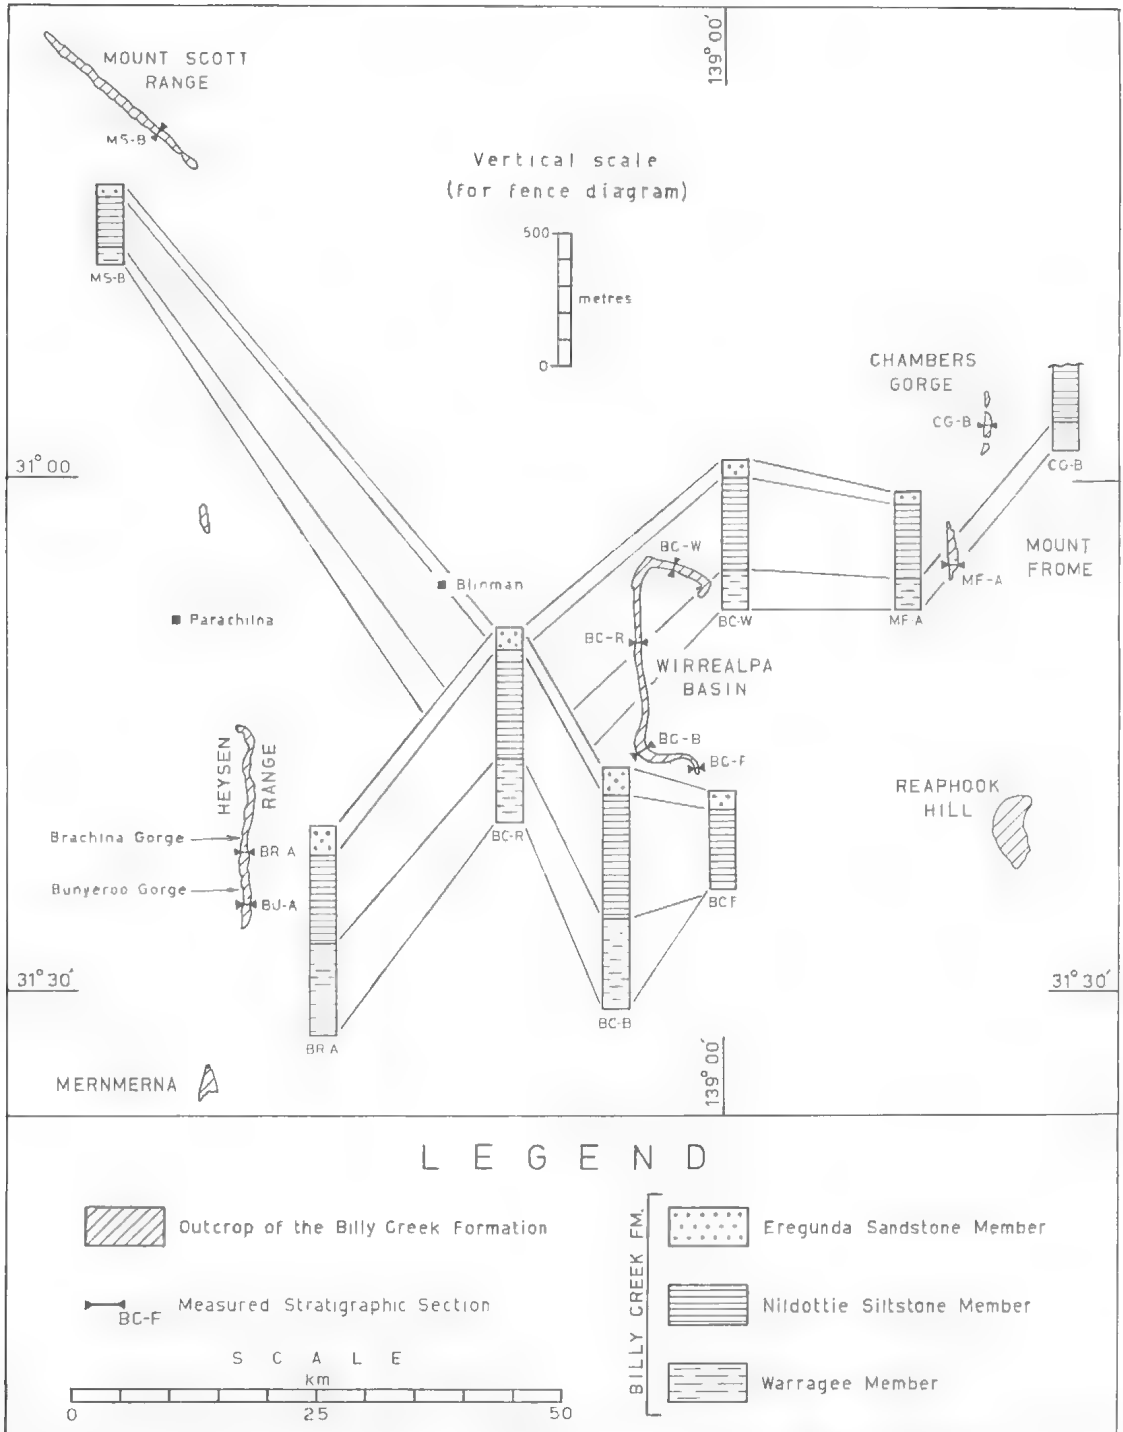 139°00′
MOUNT SCOTT
RANGE
MS-B
Vertical scale
(for fence diagram)
500
metres
0
MS-B
CHAMBERS
GORGE
CG-B
CG-B
31°00′
BC-W
MOUNT
FROME
Blinman
MF-A
Parachilna
BC-W
MF-A
BC-R
WIRREALPA
BASIN
HEYSEN
RANGE
BC-B
BC-F
REAPHOOK
HILL
Brachina Gorge
BC-R
BR A
Bunyeroo Gorge
BU-A
BC F
31°30′
31°30′
BC-B
BR A
139°00′
MERNMERNA
LEGEND
Outcrop of the Billy Creek Formation
Measured Stratigraphic Section
BC-F
SCALE
km
0
25
50
BILLY CREEK FM.
Eregunda Sandstone Member
Nildottie Siltstone Member
Warragee Member